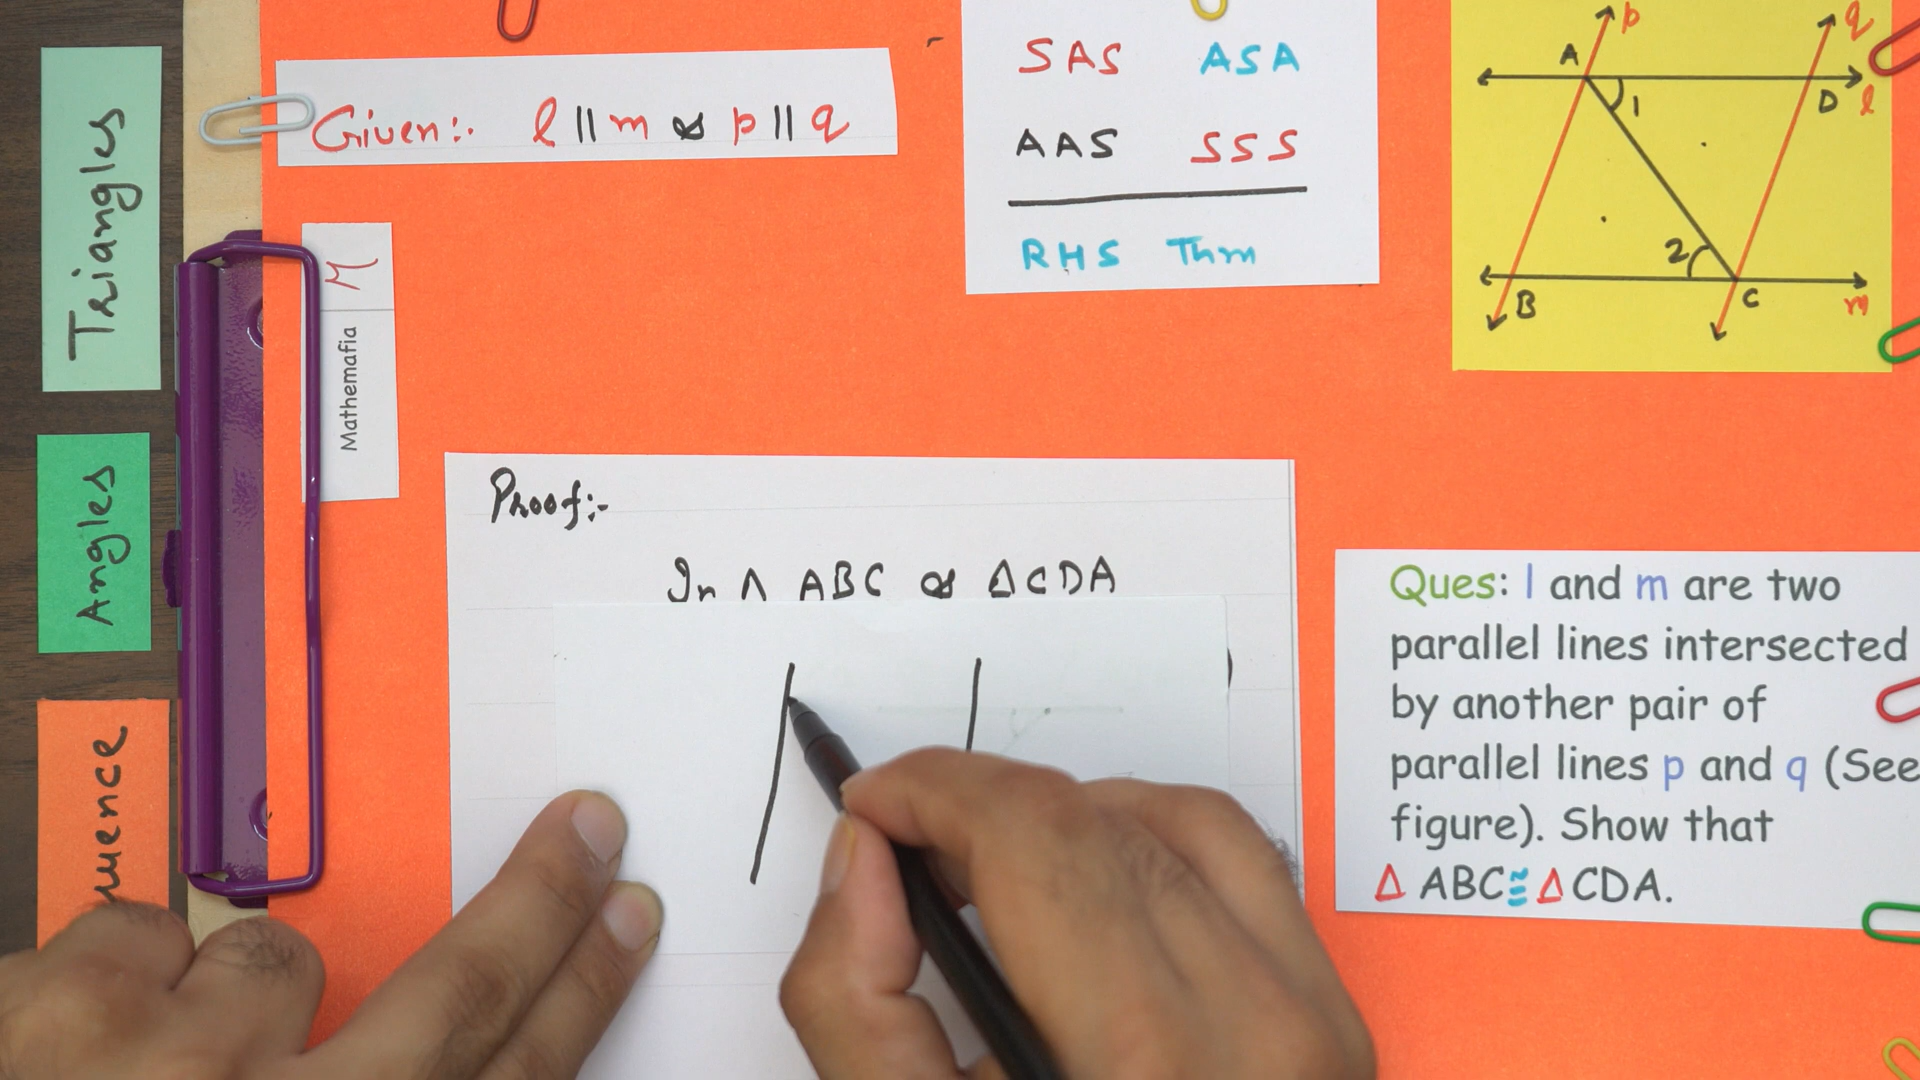 Triangles
Angles
uence
M
Mathemafia
Given:- l || m & p || q
SAS ASA
AAS SSS
RHS Thm
p
q
A
1
D
l
2
B
C
m
Proof:-
In Δ ABC & Δ CDA
Ques: l and m are two
parallel lines intersected
by another pair of
parallel lines p and q (See
figure). Show that
Δ ABC ≅ Δ CDA.